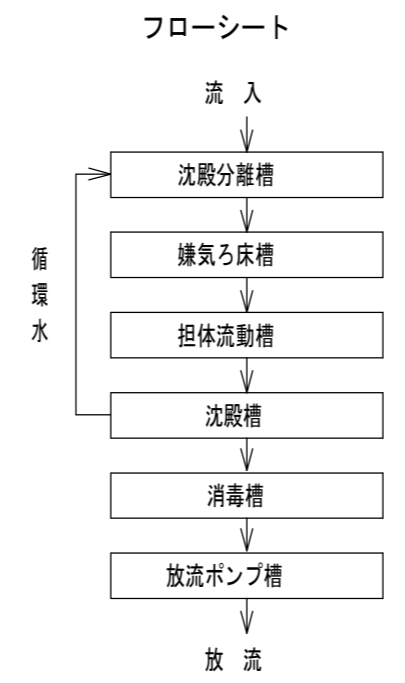 フローシート
流 入
沈殿分離槽
嫌気ろ床槽
循環水
担体流動槽
沈殿槽
消毒槽
放流ポンプ槽
放 流